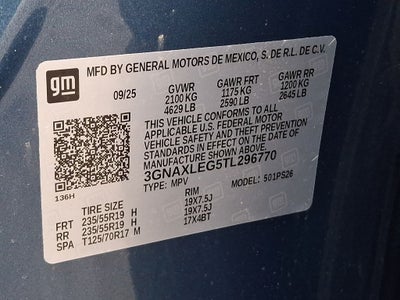 gm
MFD BY GENERAL MOTORS DE MEXICO, S. DE R.L. DE C.V.
09/25 GVWR GAWR FRT GAWR RR
2100 KG 1175 KG 1200 KG
4629 LB 2590 LB 2645 LB
THIS VEHICLE CONFORMS TO ALL
APPLICABLE U.S. FEDERAL MOTOR
VEHICLE SAFETY AND THEFT PREVENTION
STANDARDS IN EFFECT ON THE DATE OF
MANUFACTURE SHOWN ABOVE.
3GNAXLEG5TL296770
TYPE: MPV MODEL: 501PS26
136H
TIRE SIZE RIM
FRT 235/55R19 H 19X7.5J
RR 235/55R19 H 19X7.5J
SPA T125/70R17 M 17X4BT